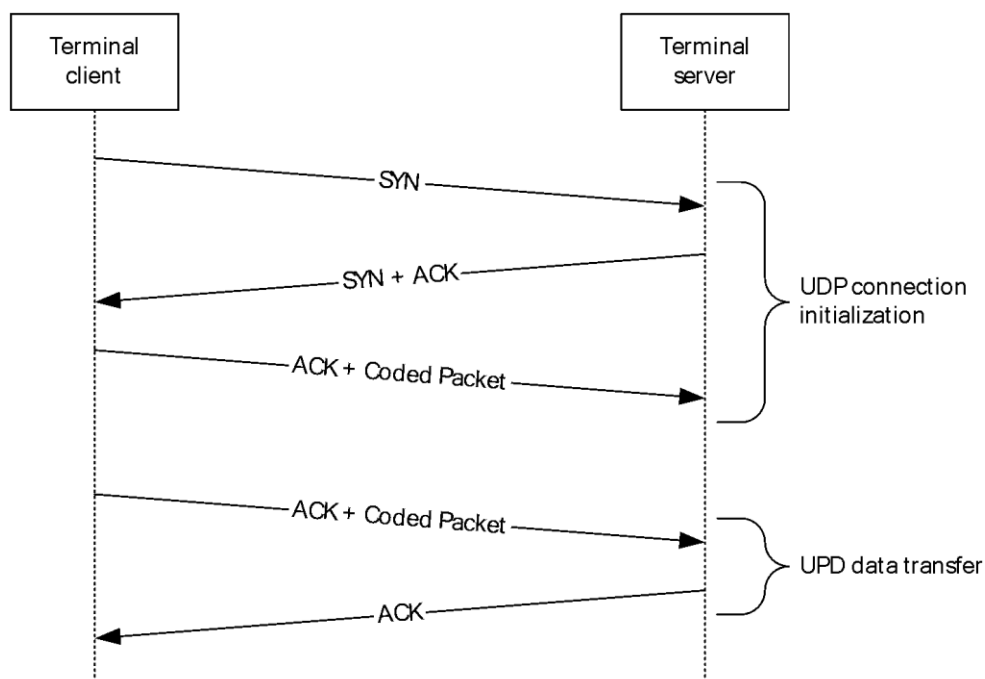 Terminal
client
Terminal
server
SYN
SYN + ACK
UDP connection
initialization
ACK + Coded Packet
ACK + Coded Packet
UPD data transfer
ACK